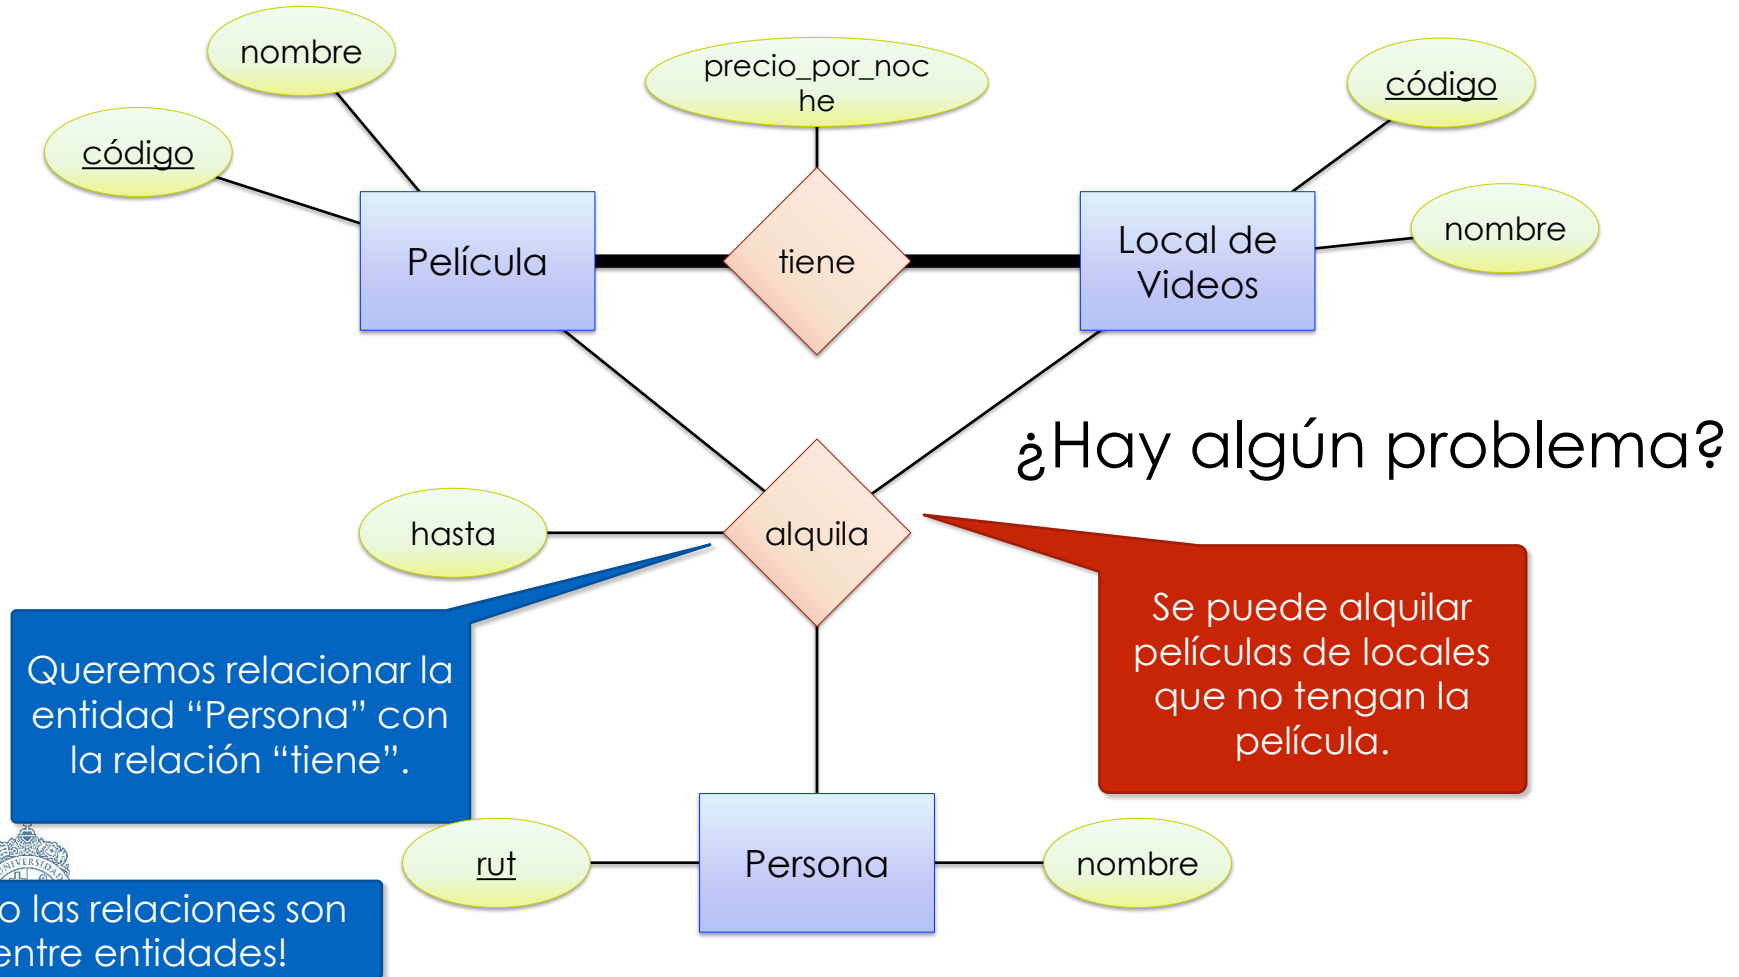 nombre
precio_por_noc
he
código
código
nombre
Película
tiene
Local de
Videos
¿Hay algún problema?
hasta
alquila
Se puede alquilar
películas de locales
que no tengan la
película.
Queremos relacionar la
entidad “Persona” con
la relación “tiene”.
rut
Persona
nombre
o las relaciones son
entre entidades!